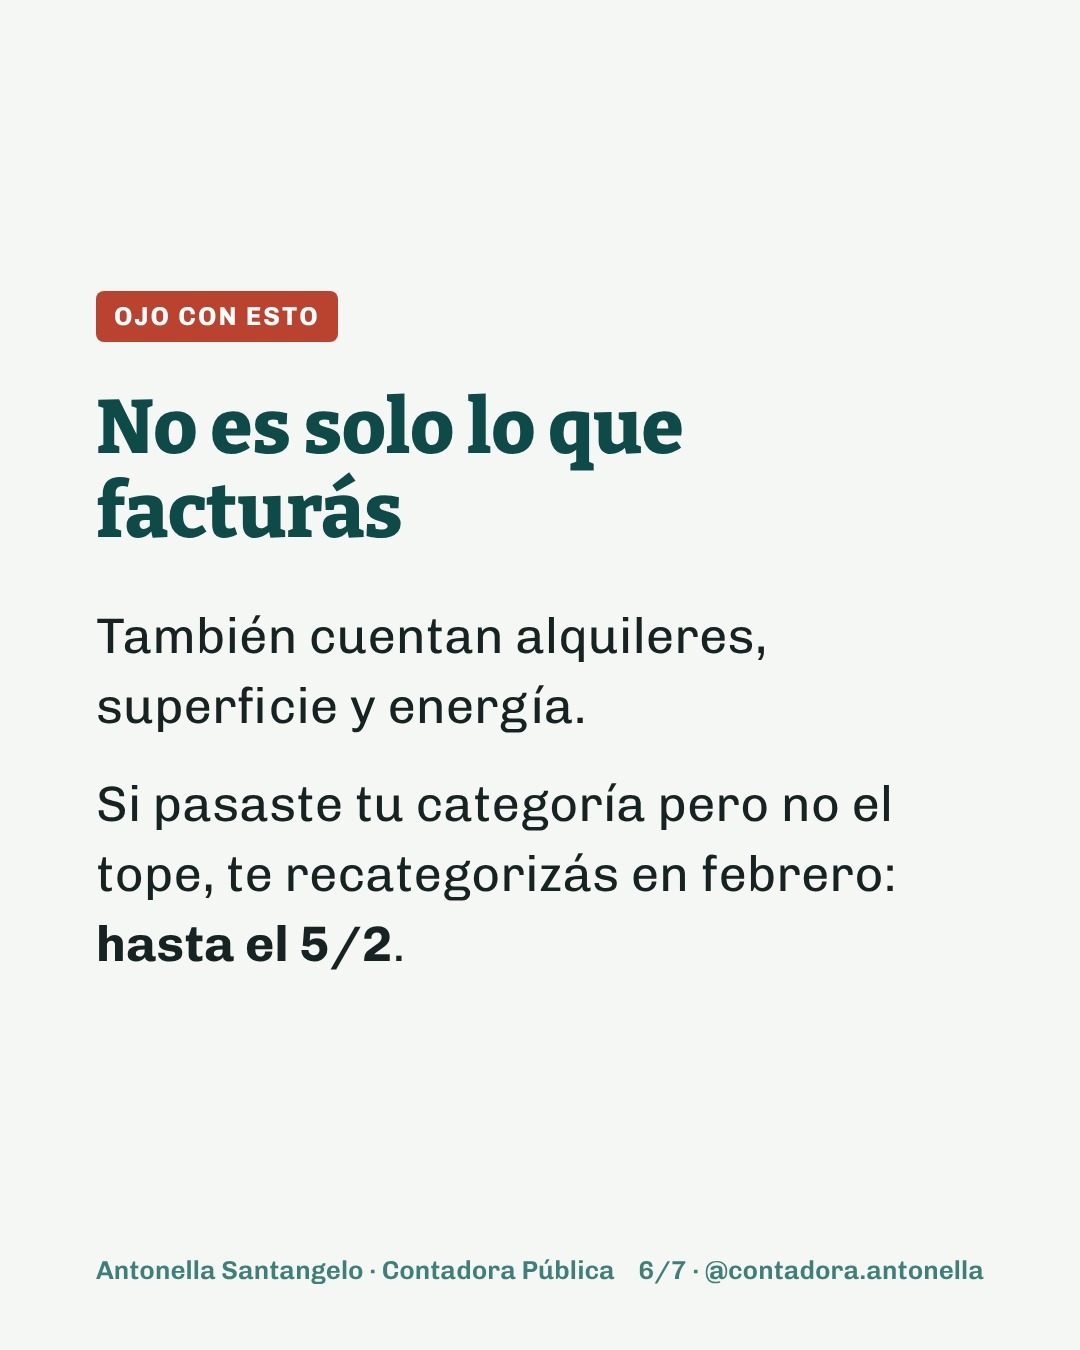 OJO CON ESTO
No es solo lo que
facturás
También cuentan alquileres,
superficie y energía.
Si pasaste tu categoría pero no el
tope, te recategorizás en febrero:
hasta el 5/2.
Antonella Santangelo · Contadora Pública 6/7 · @contadora.antonella